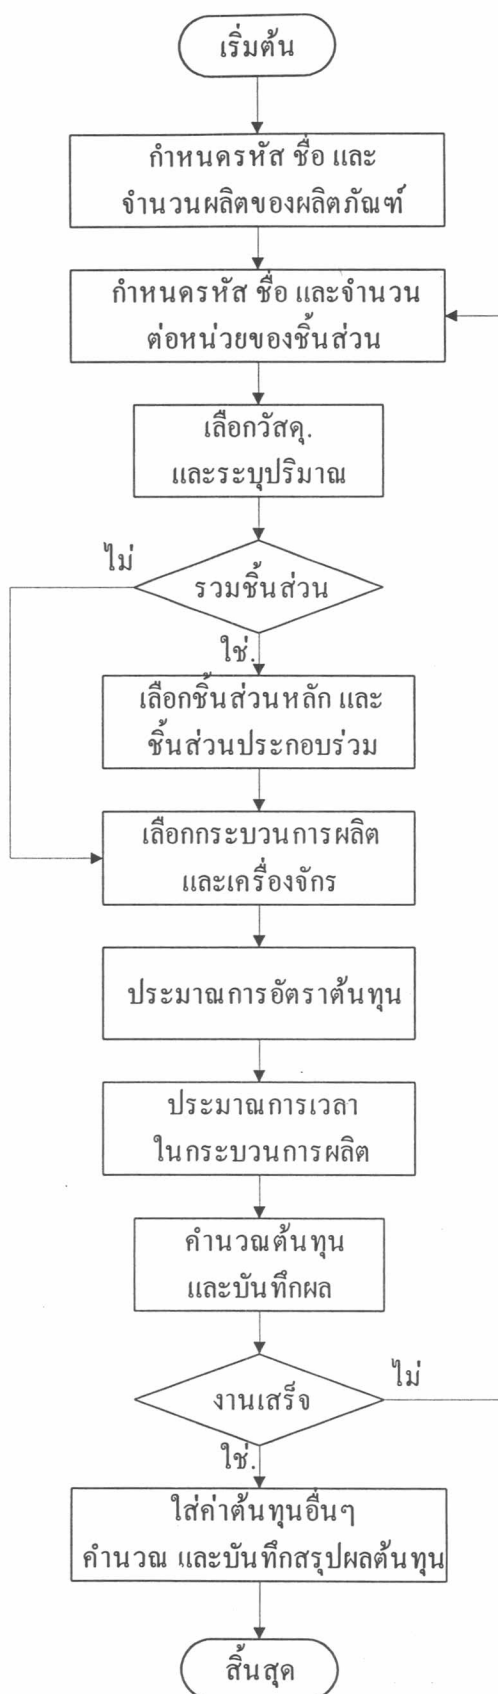 เริ่มต้น
กำหนดรหัส ชื่อ และ
จำนวนผลิตของผลิตภัณฑ์
กำหนดรหัส ชื่อ และจำนวน
ต่อหน่วยของชิ้นส่วน
เลือกวัสดุ.
และระบุปริมาณ
ไม่
รวมชิ้นส่วน
ใช่.
เลือกชิ้นส่วนหลัก และ
ชิ้นส่วนประกอบร่วม
เลือกกระบวนการผลิต
และเครื่องจักร
ประมาณการอัตราต้นทุน
ประมาณการเวลา
ในกระบวนการผลิต
คำนวณต้นทุน
และบันทึกผล
งานเสร็จ
ไม่
ใช่.
ใส่ค่าต้นทุนอื่นๆ
คำนวณ และบันทึกสรุปผลต้นทุน
สิ้นสุด